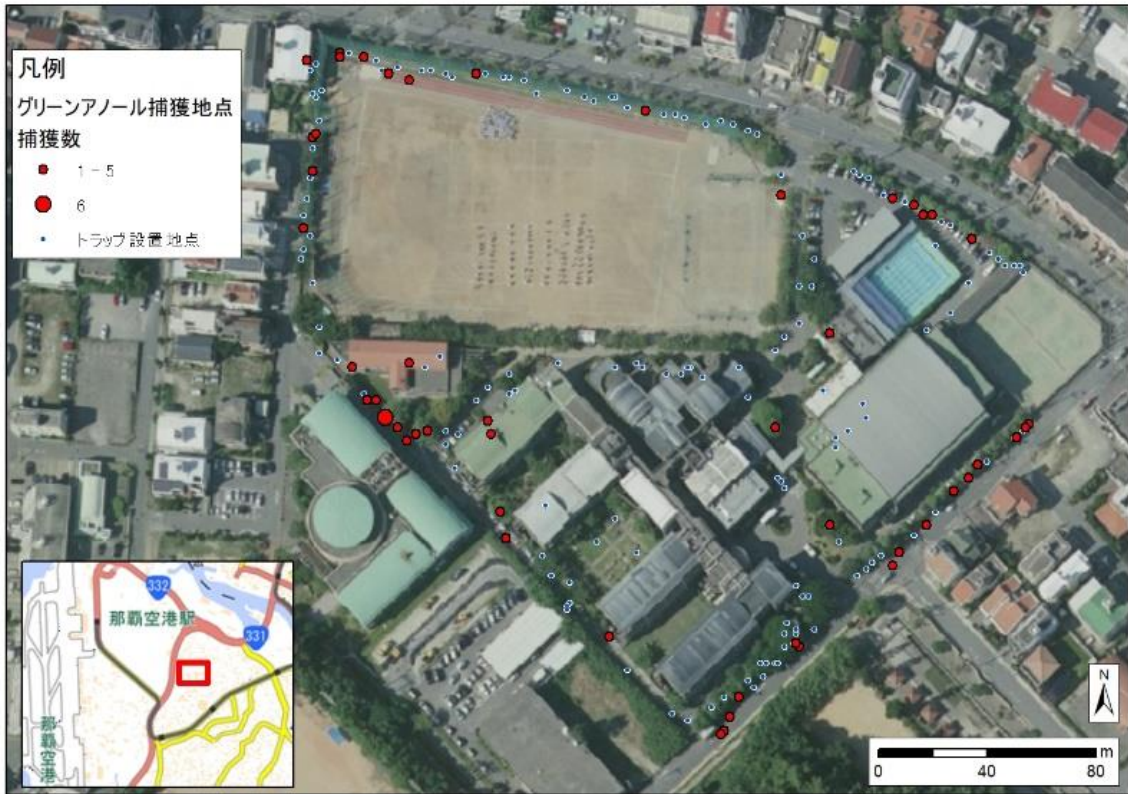 凡例
グリーンアノール捕獲地点
捕獲数
1 - 5
6
トラップ設置地点
332
那覇空港駅
331
那覇空港
N
m
0 40 80